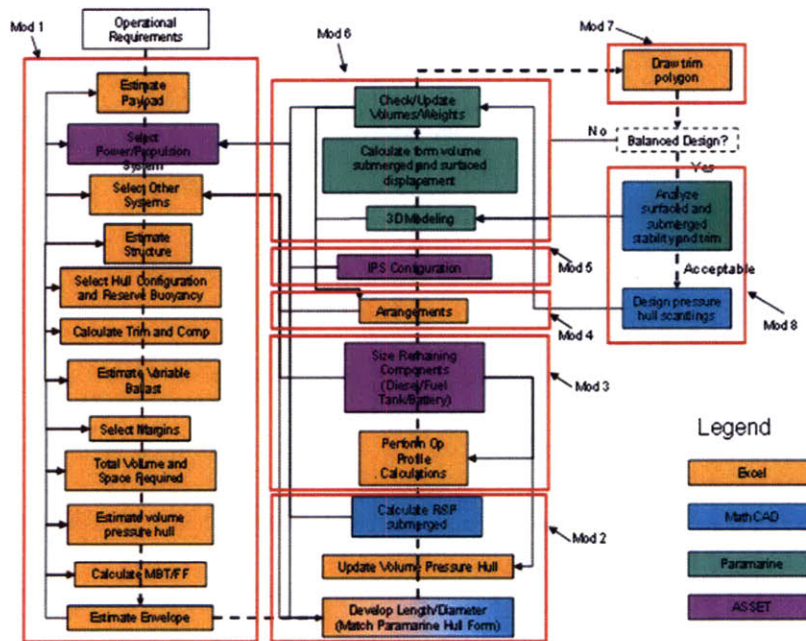 Mod 1
Operational
Requirements
Estimate
Payload
Select
Power/Propulsion
System
Select Other
Systems
Estimate
Structure
Select Hull Configuration
and Reserve Buoyancy
Calculate Trim and Comp
Estimate Variable
Ballast
Select Margins
Total Volume and
Space Required
Estimate volume
pressure hull
Calculate MBT/FF
Estimate Envelope
Mod 6
Check/Update
Volumes/Weights
Calculate form volume
submerged and surfaced
displacement
3D Modeling
IPS Configuration
Mod 5
Arrangements
Mod 4
Size Remaining
Components
(Diesel/Fuel
Tank/Battery)
Mod 3
Perform Op
Profile
Calculations
Calculate RSP
submerged
Mod 2
Update Volume Pressure Hull
Develop Length/Diameter
(Match Paramarine Hull Form)
Mod 7
Draw trim
polygon
No
Balanced Design?
Yes
Analyze
surfaced and
submerged
stability and trim
Acceptable
Design pressure
hull scantlings
Mod 8
Legend
Excel
MathCAD
Paramarine
ASSET